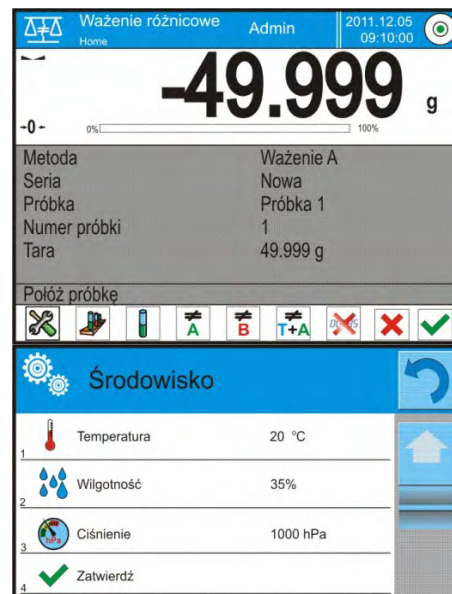 Ważenie różnicowe Admin 2011.12.05
Home 09:10:00
-49.999 g
-0- 0% 100%
Metoda Ważenie A
Seria Nowa
Próbka Próbka 1
Numer próbki 1
Tara 49.999 g
Połóż próbkę
A B T+A
Środowisko
1 Temperatura 20 °C
2 Wilgotność 35%
3 hPa Ciśnienie 1000 hPa
4 Zatwierdź